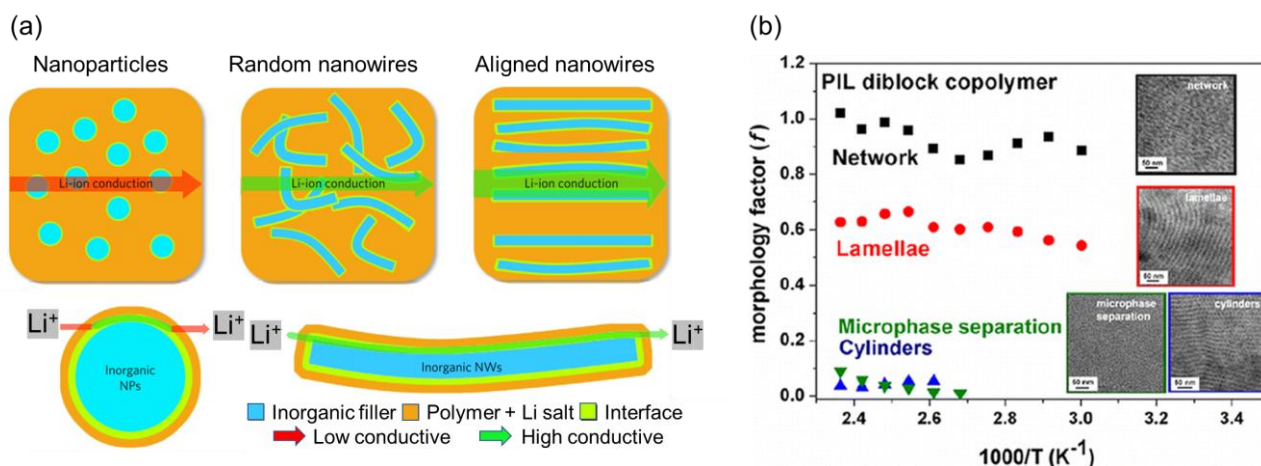 (a)
Nanoparticles
Random nanowires
Aligned nanowires
Li-ion conduction
Li-ion conduction
Li-ion conduction
Li⁺
Li⁺
Inorganic
NPs
Li⁺
Li⁺
Inorganic NWs
Inorganic filler
Polymer + Li salt
Interface
Low conductive
High conductive
(b)
morphology factor (f)
1.2
1.0
0.8
0.6
0.4
0.2
0.0
PIL diblock copolymer
Network
Lamellae
Microphase separation
Cylinders
network
50 nm
lamellae
50 nm
microphase
separation
50 nm
cylinders
50 nm
2.4 2.6 2.8 3.0 3.2 3.4
1000/T (K⁻¹)